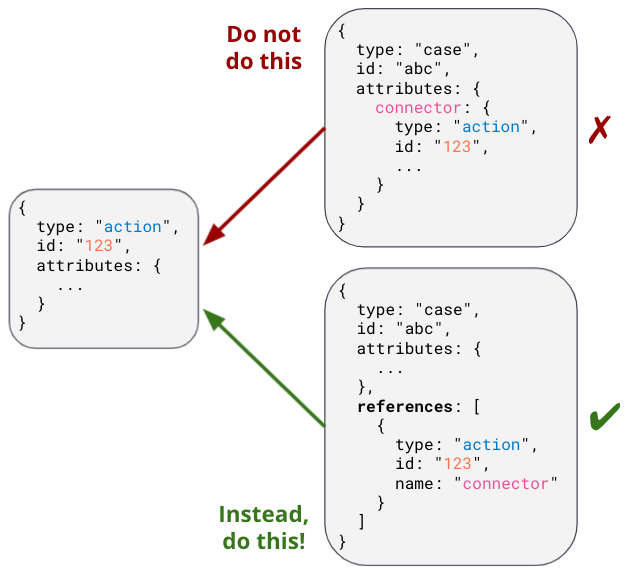 Do not
do this
{
  type: "case",
  id: "abc",
  attributes: {
    connector: {
      type: "action",
      id: "123",
      ...
    }
  }
}
✗
{
  type: "action",
  id: "123",
  attributes: {
    ...
  }
}
{
  type: "case",
  id: "abc",
  attributes: {
    ...
  },
  references: [
    {
      type: "action",
      id: "123",
      name: "connector"
    }
  ]
}
✔
Instead,
do this!